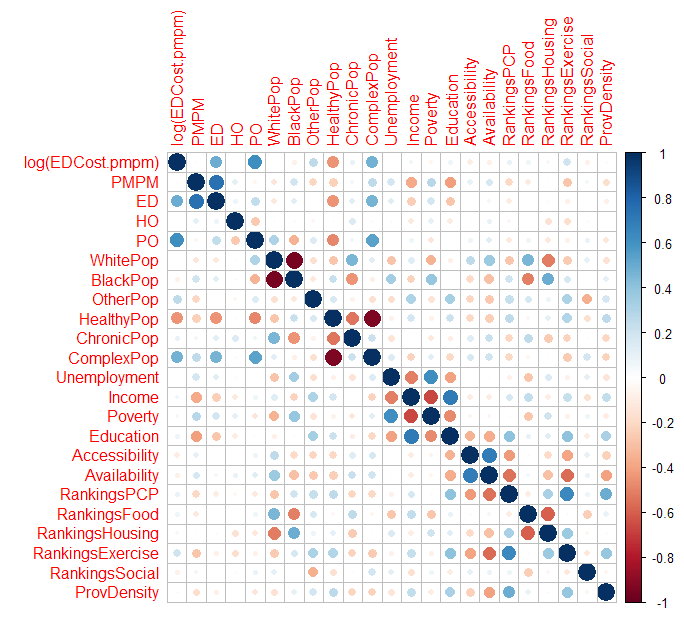 log(EDCost.pmpm)
PMPM
ED
HO
PO
WhitePop
BlackPop
OtherPop
HealthyPop
ChronicPop
ComplexPop
Unemployment
Income
Poverty
Education
Accessibility
Availability
RankingsPCP
RankingsFood
RankingsHousing
RankingsExercise
RankingsSocial
ProvDensity
log(EDCost.pmpm)
PMPM
ED
HO
PO
WhitePop
BlackPop
OtherPop
HealthyPop
ChronicPop
ComplexPop
Unemployment
Income
Poverty
Education
Accessibility
Availability
RankingsPCP
RankingsFood
RankingsHousing
RankingsExercise
RankingsSocial
ProvDensity
1
0.8
0.6
0.4
0.2
0
-0.2
-0.4
-0.6
-0.8
-1